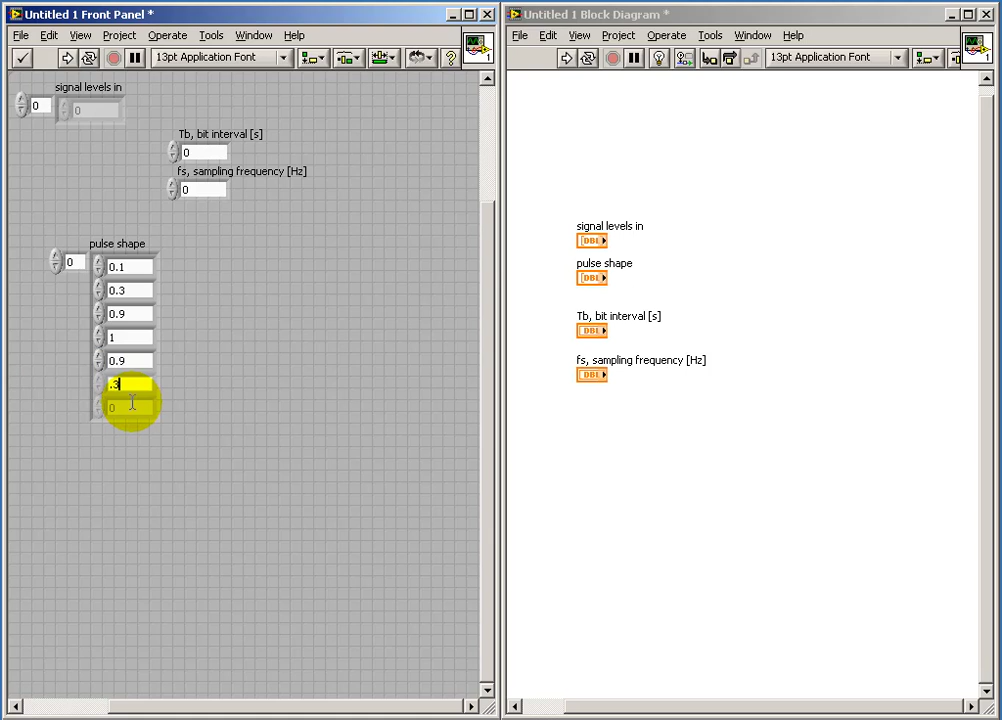 Untitled 1 Front Panel *
File Edit View Project Operate Tools Window Help
13pt Application Font
1
signal levels in
0 0
Tb, bit interval [s]
0
fs, sampling frequency [Hz]
0
pulse shape
0 0.1
0.3
0.9
1
0.9
.3
0
Untitled 1 Block Diagram *
File Edit View Project Operate Tools Window Help
13pt Application Font
1
signal levels in
DBL
pulse shape
DBL
Tb, bit interval [s]
DBL
fs, sampling frequency [Hz]
DBL